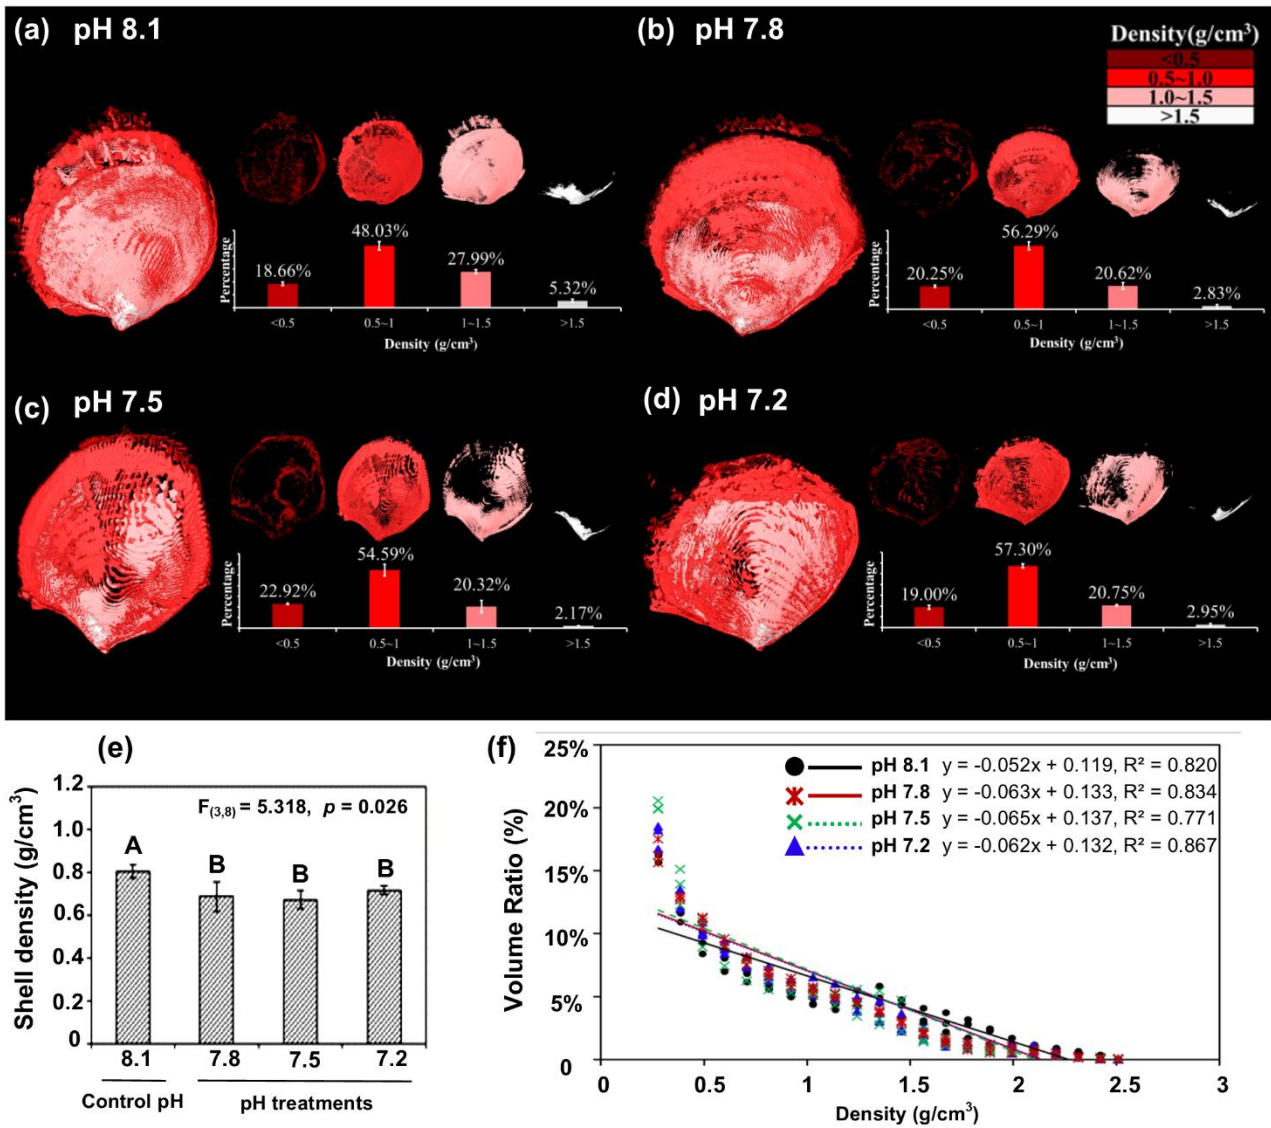 (a) pH 8.1
(b) pH 7.8
Density(g/cm³)
<0.5
0.5~1.0
1.0~1.5
>1.5
Percentage
18.66%
48.03%
27.99%
5.32%
<0.5 0.5~1 1~1.5 >1.5
Density (g/cm³)
Percentage
20.25%
56.29%
20.62%
2.83%
<0.5 0.5~1 1~1.5 >1.5
Density (g/cm³)
(c) pH 7.5
(d) pH 7.2
Percentage
22.92%
54.59%
20.32%
2.17%
<0.5 0.5~1 1~1.5 >1.5
Density (g/cm³)
Percentage
19.00%
57.30%
20.75%
2.95%
<0.5 0.5~1 1~1.5 >1.5
Density (g/cm³)
(e)
Shell density (g/cm³)
1.2
1.0
0.8
0.6
0.4
0.2
0
F(3,8) = 5.318, p = 0.026
A B B B
8.1 7.8 7.5 7.2
Control pH pH treatments
(f)
Volume Ratio (%)
25%
20%
15%
10%
5%
0
pH 8.1 y = -0.052x + 0.119, R² = 0.820
pH 7.8 y = -0.063x + 0.133, R² = 0.834
pH 7.5 y = -0.065x + 0.137, R² = 0.771
pH 7.2 y = -0.062x + 0.132, R² = 0.867
0 0.5 1 1.5 2 2.5 3
Density (g/cm³)